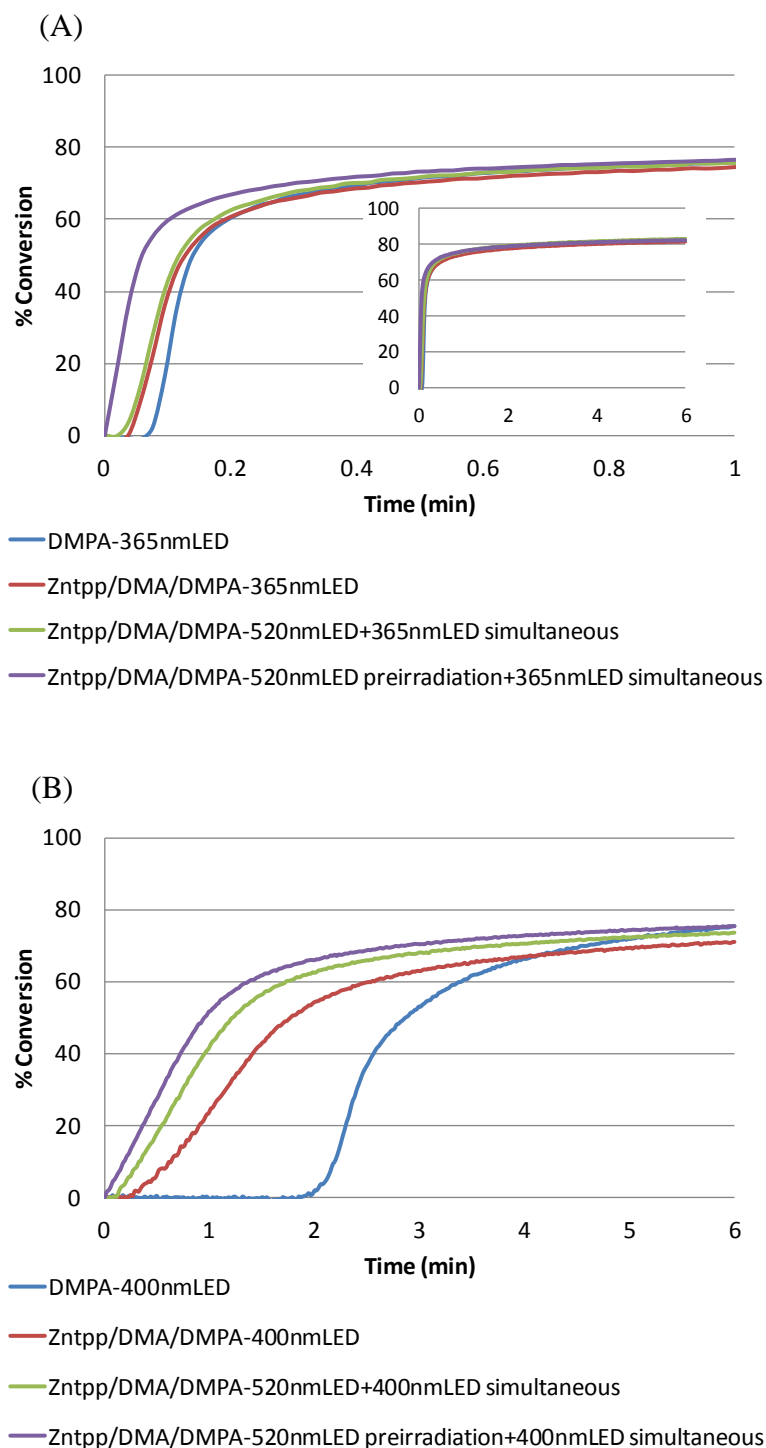 (A)
100
80
60
40
20
0
% Conversion
100
80
60
40
20
0
0 2 4 6
0 0.2 0.4 0.6 0.8 1
Time (min)
DMPA-365nmLED
Zntpp/DMA/DMPA-365nmLED
Zntpp/DMA/DMPA-520nmLED+365nmLED simultaneous
Zntpp/DMA/DMPA-520nmLED preirradiation+365nmLED simultaneous
(B)
100
80
60
40
20
0
% Conversion
0 1 2 3 4 5 6
Time (min)
DMPA-400nmLED
Zntpp/DMA/DMPA-400nmLED
Zntpp/DMA/DMPA-520nmLED+400nmLED simultaneous
Zntpp/DMA/DMPA-520nmLED preirradiation+400nmLED simultaneous